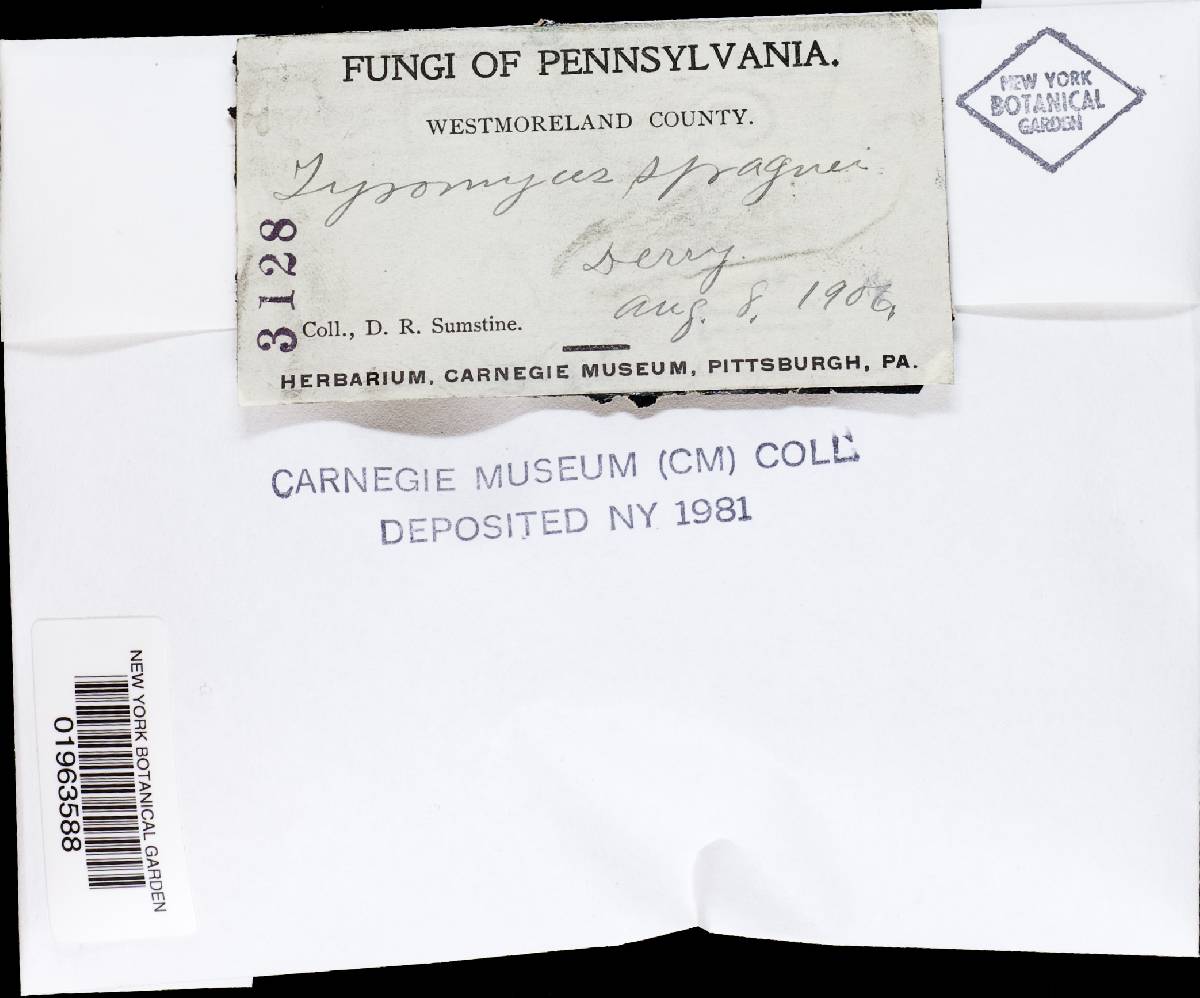 FUNGI OF PENNSYLVANIA.
WESTMORELAND COUNTY.
Tyromyces spraguei
Derry
Aug. 8, 1906.
3128
Coll., D. R. Sumstine.
HERBARIUM, CARNEGIE MUSEUM, PITTSBURGH, PA.
NEW YORK
BOTANICAL
GARDEN
CARNEGIE MUSEUM (CM) COLL.
DEPOSITED NY 1981
NEW YORK BOTANICAL GARDEN
01963588